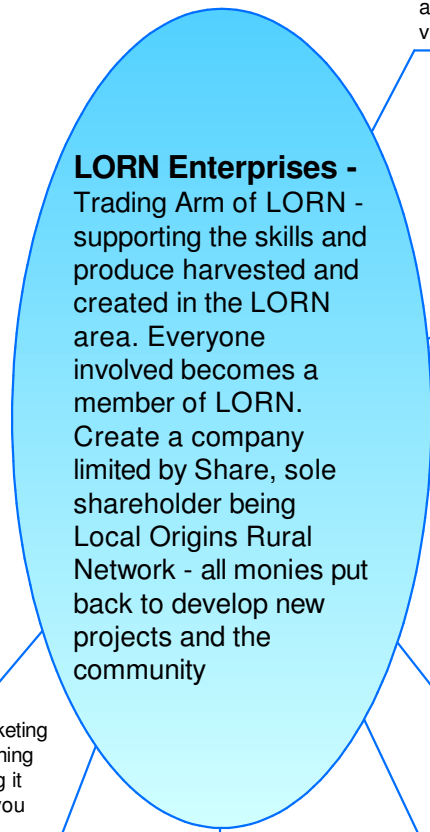 a
v
LORN Enterprises -
Trading Arm of LORN -
supporting the skills and
produce harvested and
created in the LORN
area. Everyone
involved becomes a
member of LORN.
Create a company
limited by Share, sole
shareholder being
Local Origins Rural
Network - all monies put
back to develop new
projects and the
community
it